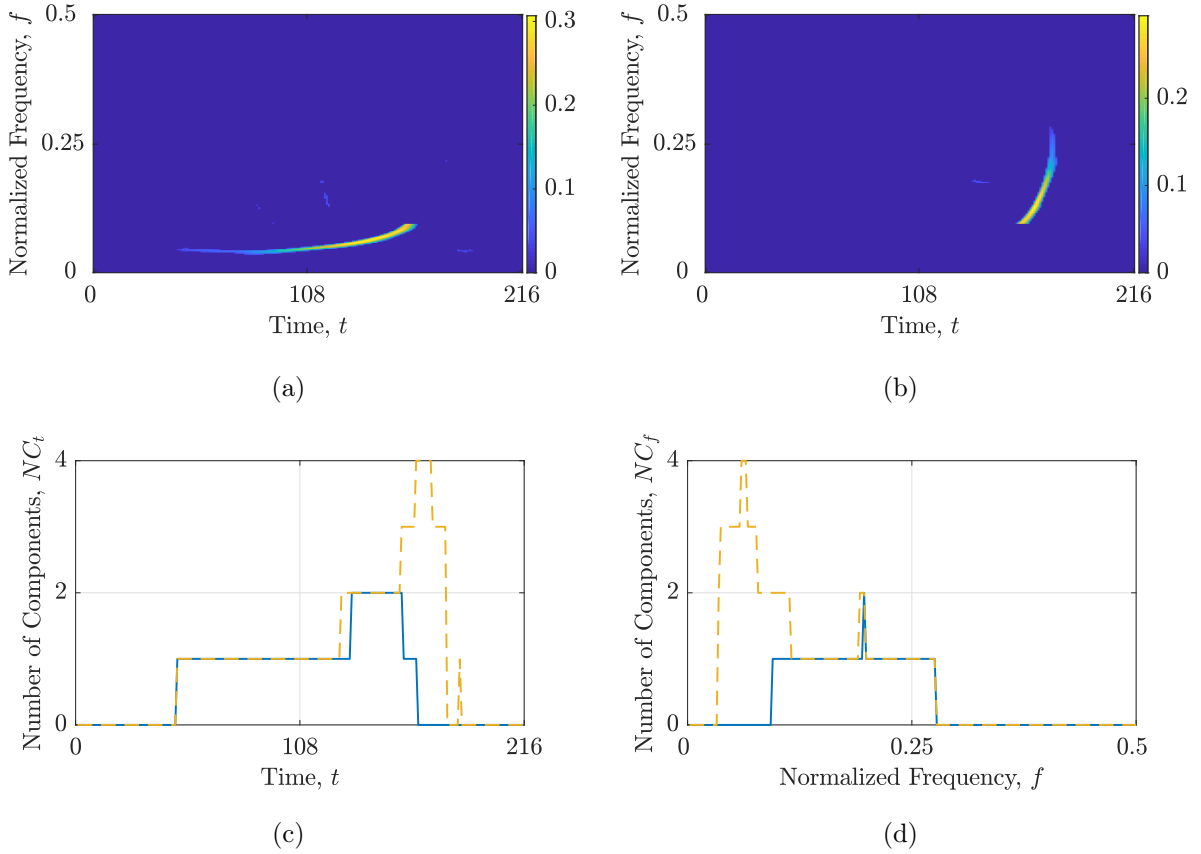 0.5
0.25
0
Normalized Frequency, f
0
108
216
Time, t
0.3
0.2
0.1
0
(a)
0.5
0.25
0
Normalized Frequency, f
0
108
216
Time, t
0.2
0.1
0
(b)
4
2
0
Number of Components, NC_t
0
108
216
Time, t
(c)
4
2
0
Number of Components, NC_f
0
0.25
0.5
Normalized Frequency, f
(d)